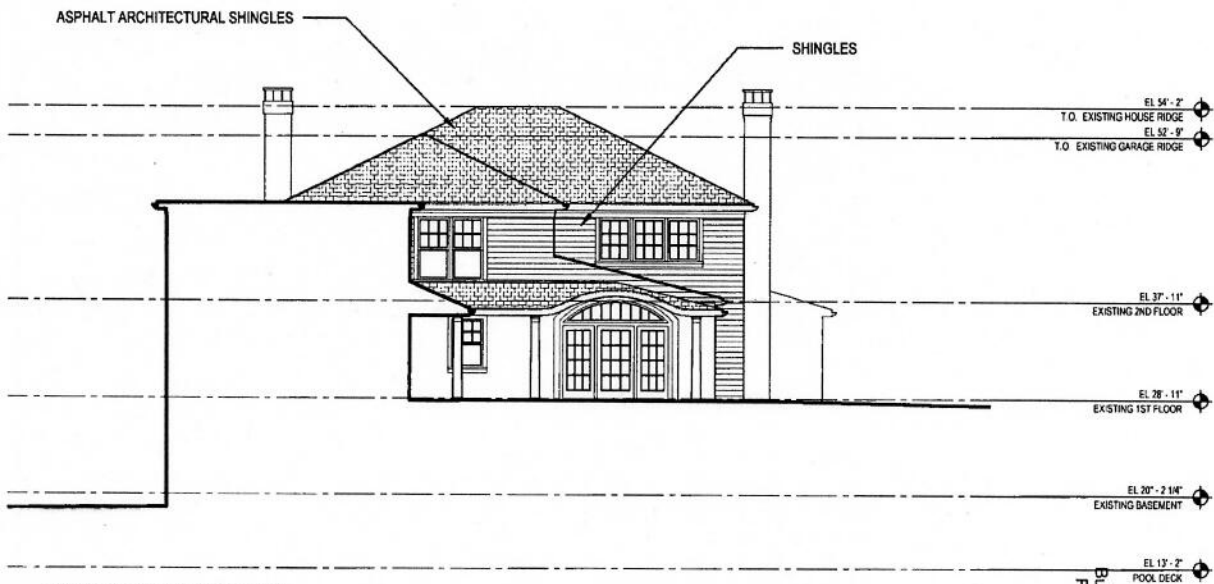 ASPHALT ARCHITECTURAL SHINGLES
SHINGLES
EL 54' - 2"
T.O. EXISTING HOUSE RIDGE
EL 52' - 9"
T.O EXISTING GARAGE RIDGE
EL 37' - 11"
EXISTING 2ND FLOOR
EL 28' - 11"
EXISTING 1ST FLOOR
EL 20" - 2 1/4"
EXISTING BASEMENT
EL 13' - 2"
POOL DECK